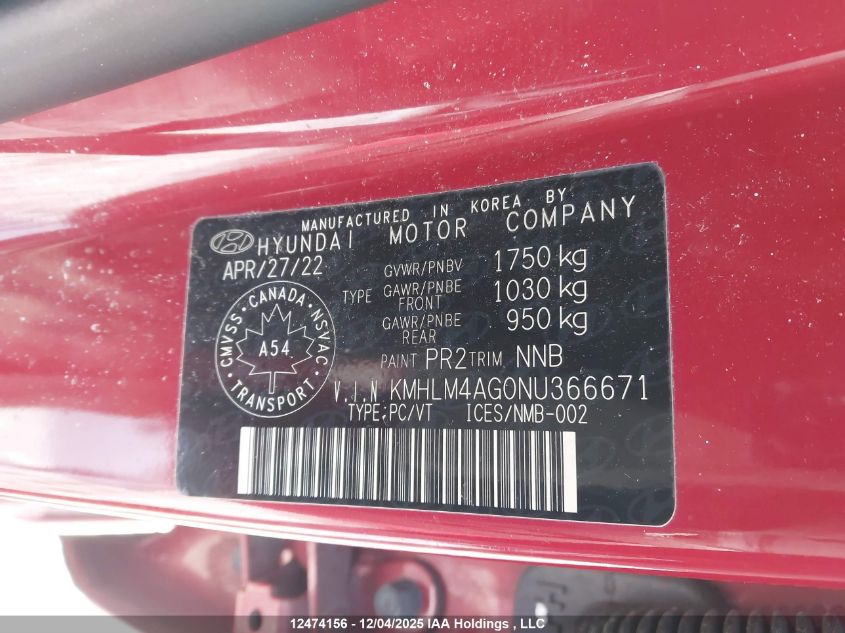 MANUFACTURED IN KOREA BY
HYUNDAI MOTOR COMPANY
APR/27/22 GVWR/PNBV 1750 kg
TYPE GAWR/PNBE FRONT 1030 kg
GAWR/PNBE REAR 950 kg
CMVSS · CANADA · NSVAC
A54
TRANSPORT
PAINT PR2 TRIM NNB
V.I.N KMHLM4AG0NU366671
TYPE:PC/VT ICES/NMB-002
12474156 - 12/04/2025 IAA Holdings , LLC